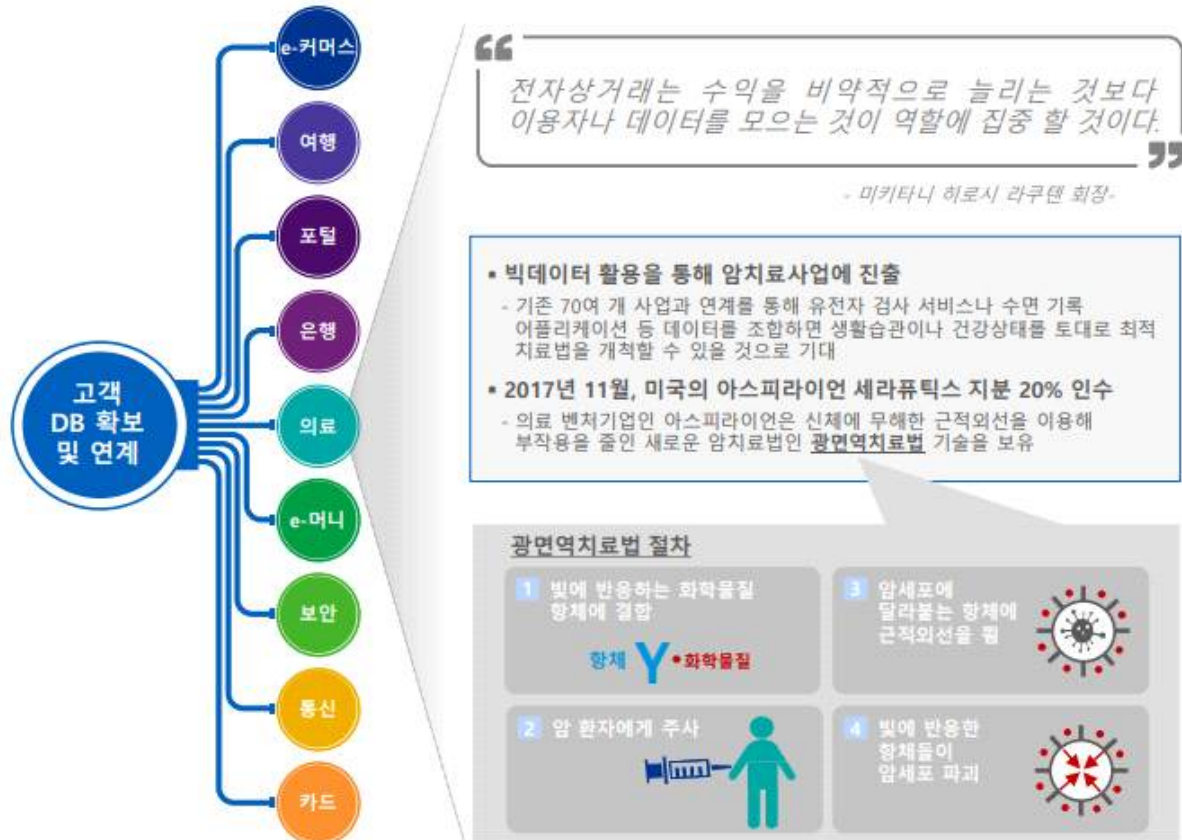 고객
DB 확보
및 연계
e-커머스
여행
포털
은행
의료
e-머니
보안
통신
카드
“
전자상거래는 수익을 비약적으로 늘리는 것보다
이용자나 데이터를 모으는 것이 역할에 집중 할 것이다.
”
- 미키타니 히로시 라쿠텐 회장-
▪ 빅데이터 활용을 통해 암치료사업에 진출
- 기존 70여 개 사업과 연계를 통해 유전자 검사 서비스나 수면 기록
어플리케이션 등 데이터를 조합하면 생활습관이나 건강상태를 토대로 최적
치료법을 개척할 수 있을 것으로 기대
▪ 2017년 11월, 미국의 아스피라이언 세라퓨틱스 지분 20% 인수
- 의료 벤처기업인 아스피라이언은 신체에 무해한 근적외선을 이용해
부작용을 줄인 새로운 암치료법인 광면역치료법 기술을 보유
광면역치료법 절차
1 빛에 반응하는 화학물질
항체에 결합
항체 Y•화학물질
2 암 환자에게 주사
3 암세포에
달라붙는 항체에
근적외선을 쬠
4 빛에 반응한
항체들이
암세포 파괴